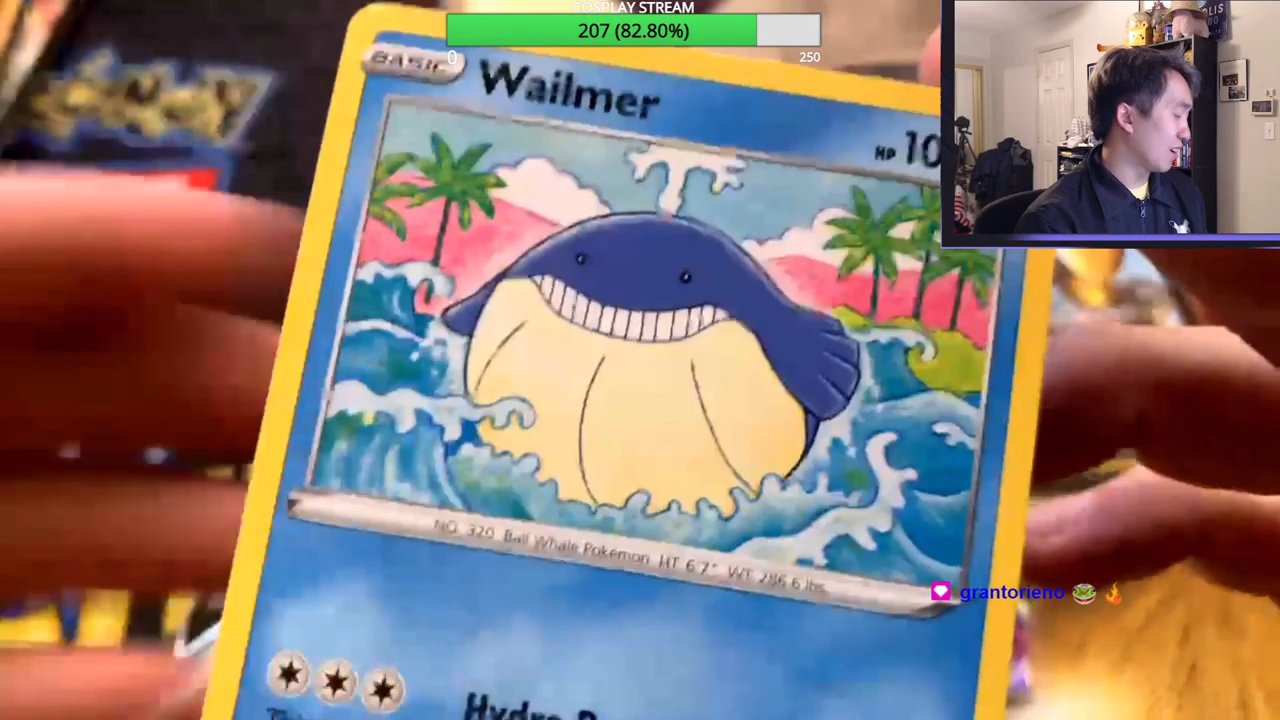 COSPLAY STREAM
207 (82.80%)
0
250
BASIC
Wailmer
HP 10
NO. 320 Ball Whale Pokémon HT 6'7" WT 286.6 lbs.
grantorieno
Hydro